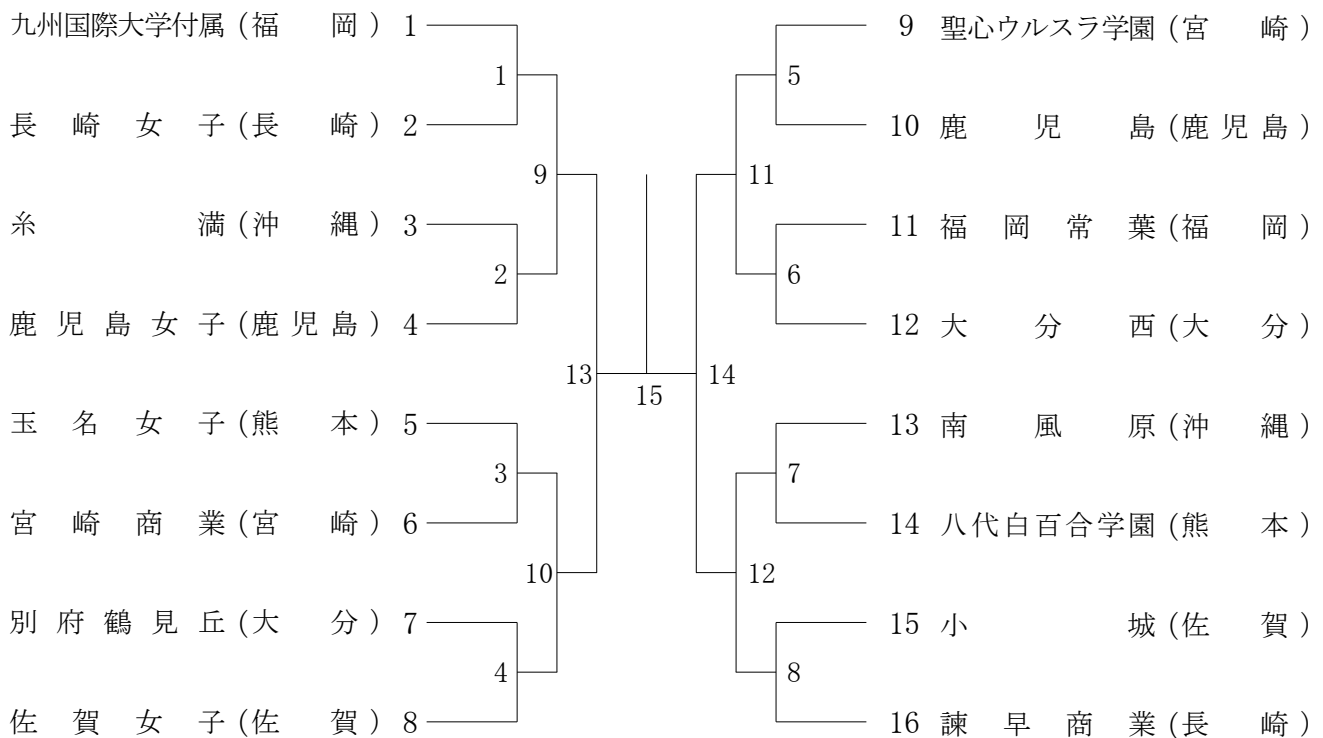 九州国際大学付属 (福岡) 1
1
長崎女子 (長崎) 2
9
糸満 (沖縄) 3
2
鹿児島女子 (鹿児島) 4
13
玉名女子 (熊本) 5
3
宮崎商業 (宮崎) 6
10
別府鶴見丘 (大分) 7
4
佐賀女子 (佐賀) 8
15
9 聖心ウルスラ学園 (宮崎)
5
10 鹿児島 (鹿児島)
11
11 福岡常葉 (福岡)
6
12 大分西 (大分)
14
13 南風原 (沖縄)
7
14 八代白百合学園 (熊本)
12
15 小城 (佐賀)
8
16 諫早商業 (長崎)